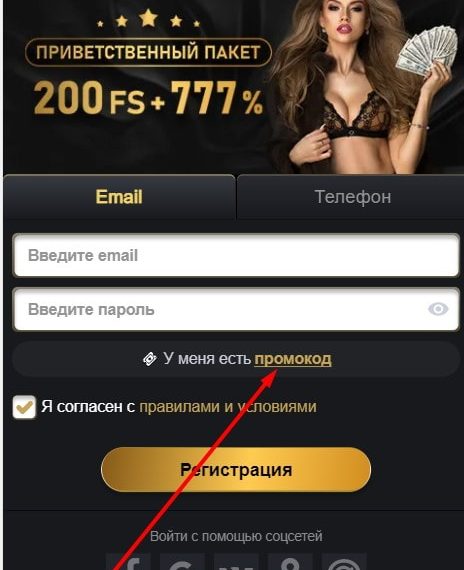 ПРИВЕТСТВЕННЫЙ ПАКЕТ
200 FS + 777 %
Email
Телефон
Введите email
Введите пароль
У меня есть промокод
Я согласен с правилами и условиями
Регистрация
Войти с помощью соцсетей